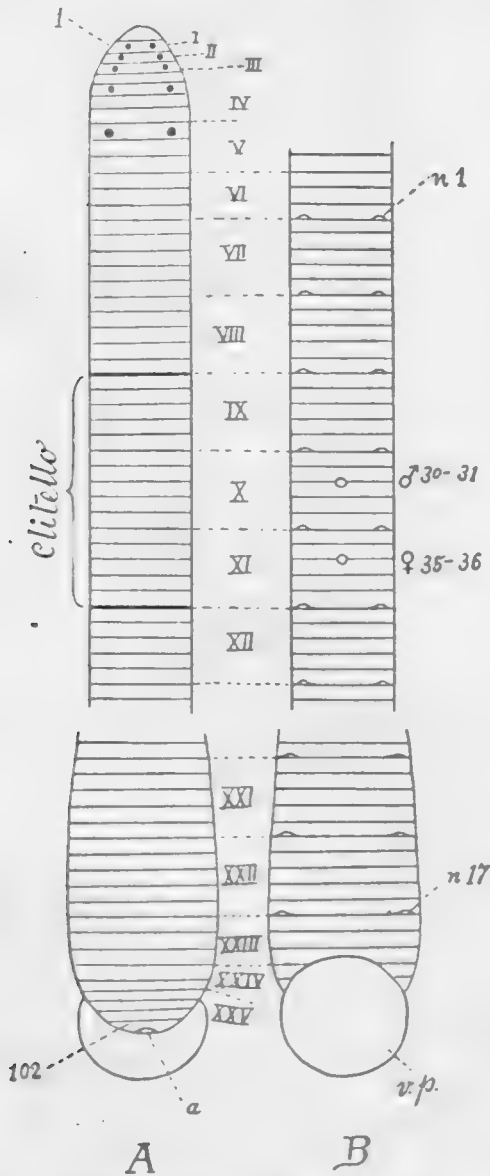 1
I
II
III
IV
V
VI
n 1
VII
VIII
IX
Clitello
X
♂ 30-31
XI
♀ 35-36
XII
XXI
XXII
n 17
XXIII
XXIV
XXV
102
a
v.p.
A
B